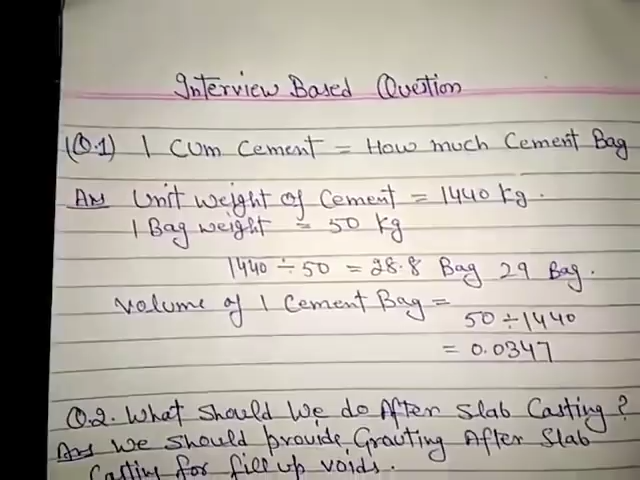 Interview Based Question
(Q.1) 1 CUM Cement = How much Cement Bag
Ans Unit weight of Cement = 1440 kg.
1 Bag weight = 50 kg
1440 ÷ 50 = 28.8 Bag 29 Bag.
Volume of 1 Cement Bag =
50 ÷ 1440
= 0.0347
Q.2. What should We do After Slab Casting?
Ans We should provide Grouting After Slab
Casting for fill up voids.